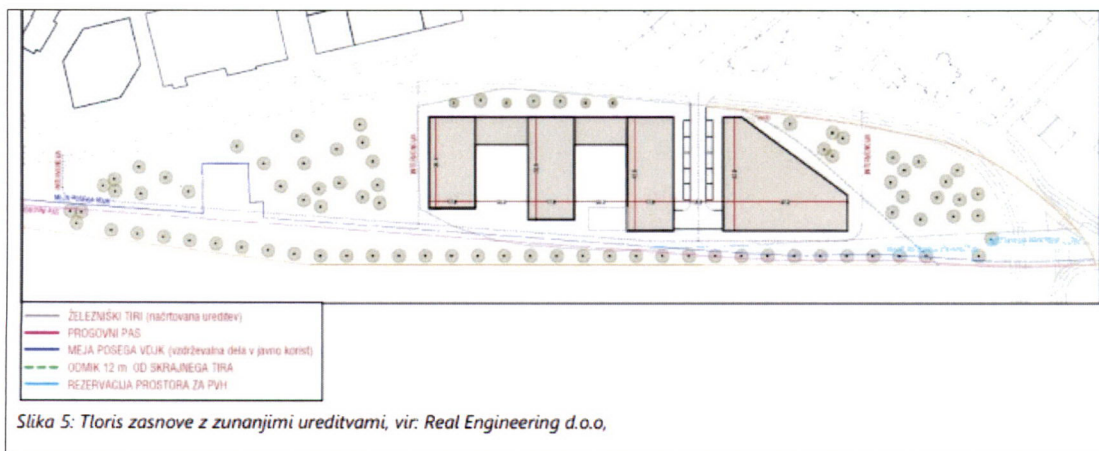 ŽELEZNIŠKI TIRI (načrtovana ureditev)
PROGOVNI PAS
MEJA POSEGA VDJK (vzdrževalna dela v javno korist)
ODMIK 12 m OD SKRAJNEGA TIRA
REZERVACIJA PROSTORA ZA PVH
Slika 5: Tloris zasnove z zunanjimi ureditvami, vir: Real Engineering d.o.o,